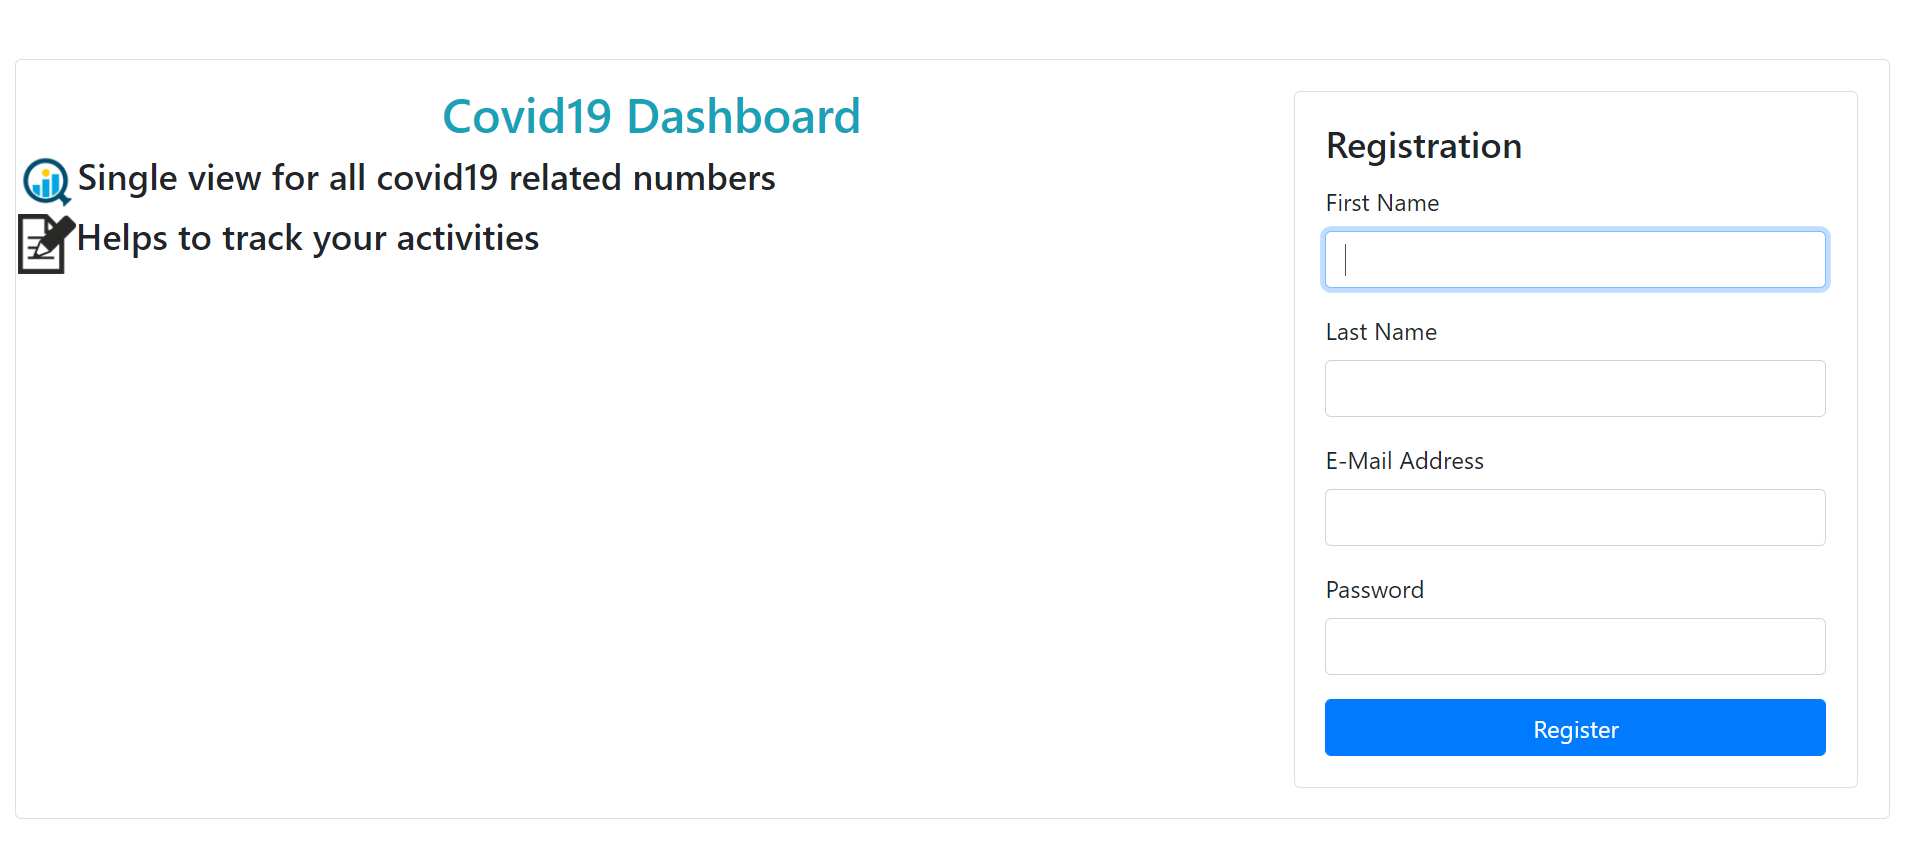 Covid19 Dashboard
Single view for all covid19 related numbers
Helps to track your activities
Registration
First Name
Last Name
E-Mail Address
Password
Register